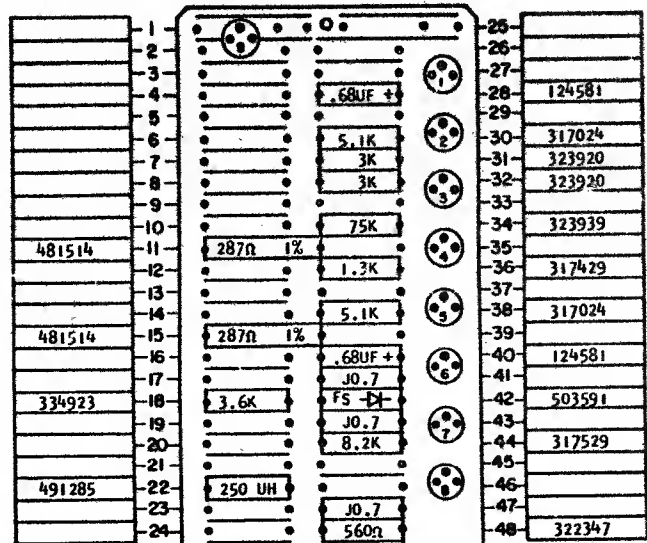 1 25
2 26
3 27
1
4 .68UF + 28 124581
5 29
6 5.1K 2 30 317024
7 3K 31 323920
8 3K 32 323920
3
9 33
10 75K 34 323939
481514 11 287Ω 1% 4 35
12 1.3K 36 317429
13 37
14 5.1K 5 38 317024
481514 15 287Ω 1% 39
16 .68UF + 40 124581
6
17 J0.7 41
334923 18 3.6K FS 42 503591
19 J0.7 7 43
20 8.2K 44 317529
21 45
8
491285 22 250 UH 46
23 J0.7 47
24 560Ω 48 322347